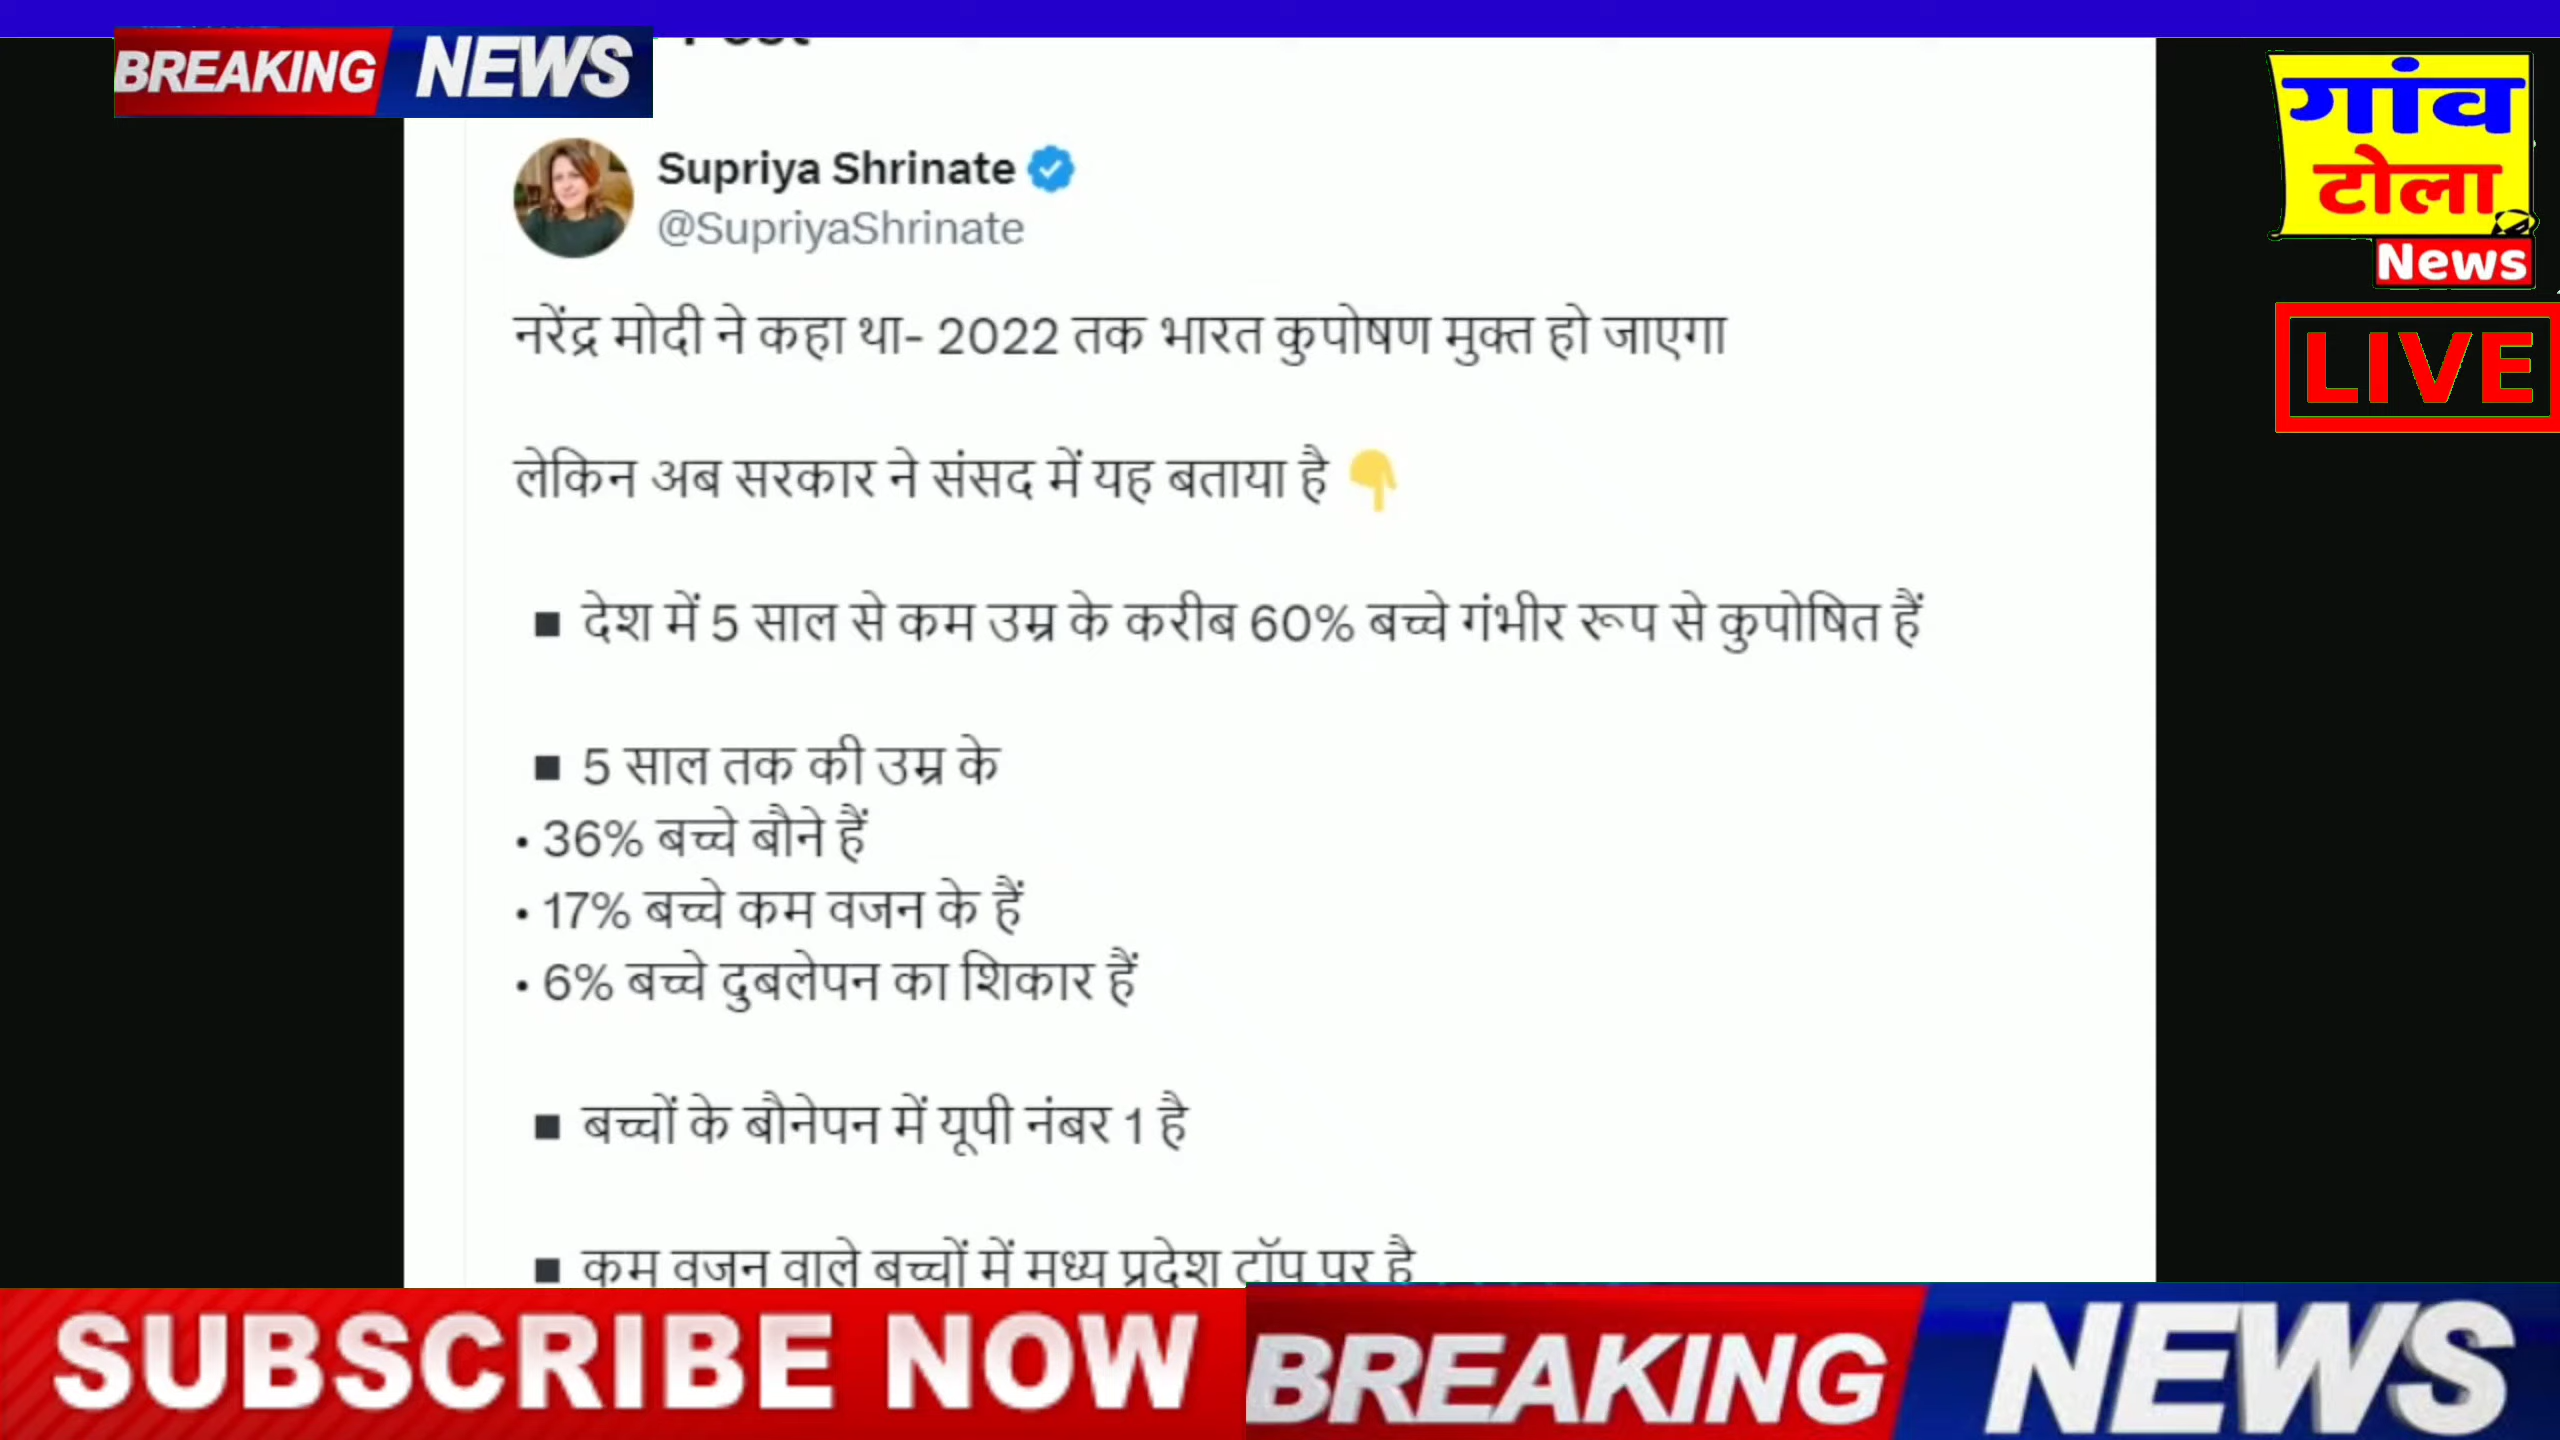 BREAKING NEWS
Supriya Shrinate
@SupriyaShrinate
नरेंद्र मोदी ने कहा था- 2022 तक भारत कुपोषण मुक्त हो जाएगा
लेकिन अब सरकार ने संसद में यह बताया है
▪ देश में 5 साल से कम उम्र के करीब 60% बच्चे गंभीर रूप से कुपोषित हैं
▪ 5 साल तक की उम्र के
• 36% बच्चे बौने हैं
• 17% बच्चे कम वजन के हैं
• 6% बच्चे दुबलेपन का शिकार हैं
▪ बच्चों के बौनेपन में यूपी नंबर 1 है
▪ कम वजन वाले बच्चों में मध्य प्रदेश टॉप पर है
गांव
टोला
News
LIVE
SUBSCRIBE NOW
BREAKING NEWS